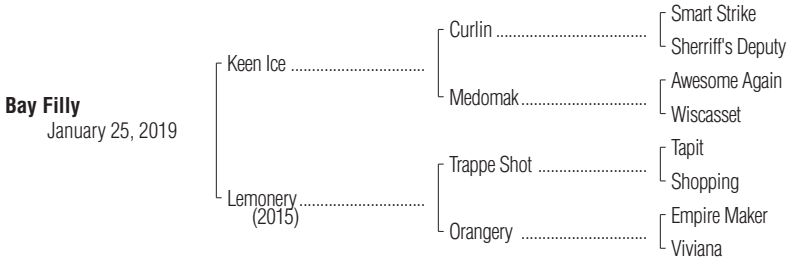 Bay Filly
January 25, 2019
Keen Ice ..................................
Lemonery ................................
(2015)
Curlin ......................................
Medomak ................................
Trappe Shot ...........................
Orangery ................................
Smart Strike
Sherriff's Deputy
Awesome Again
Wiscasset
Tapit
Shopping
Empire Maker
Viviana